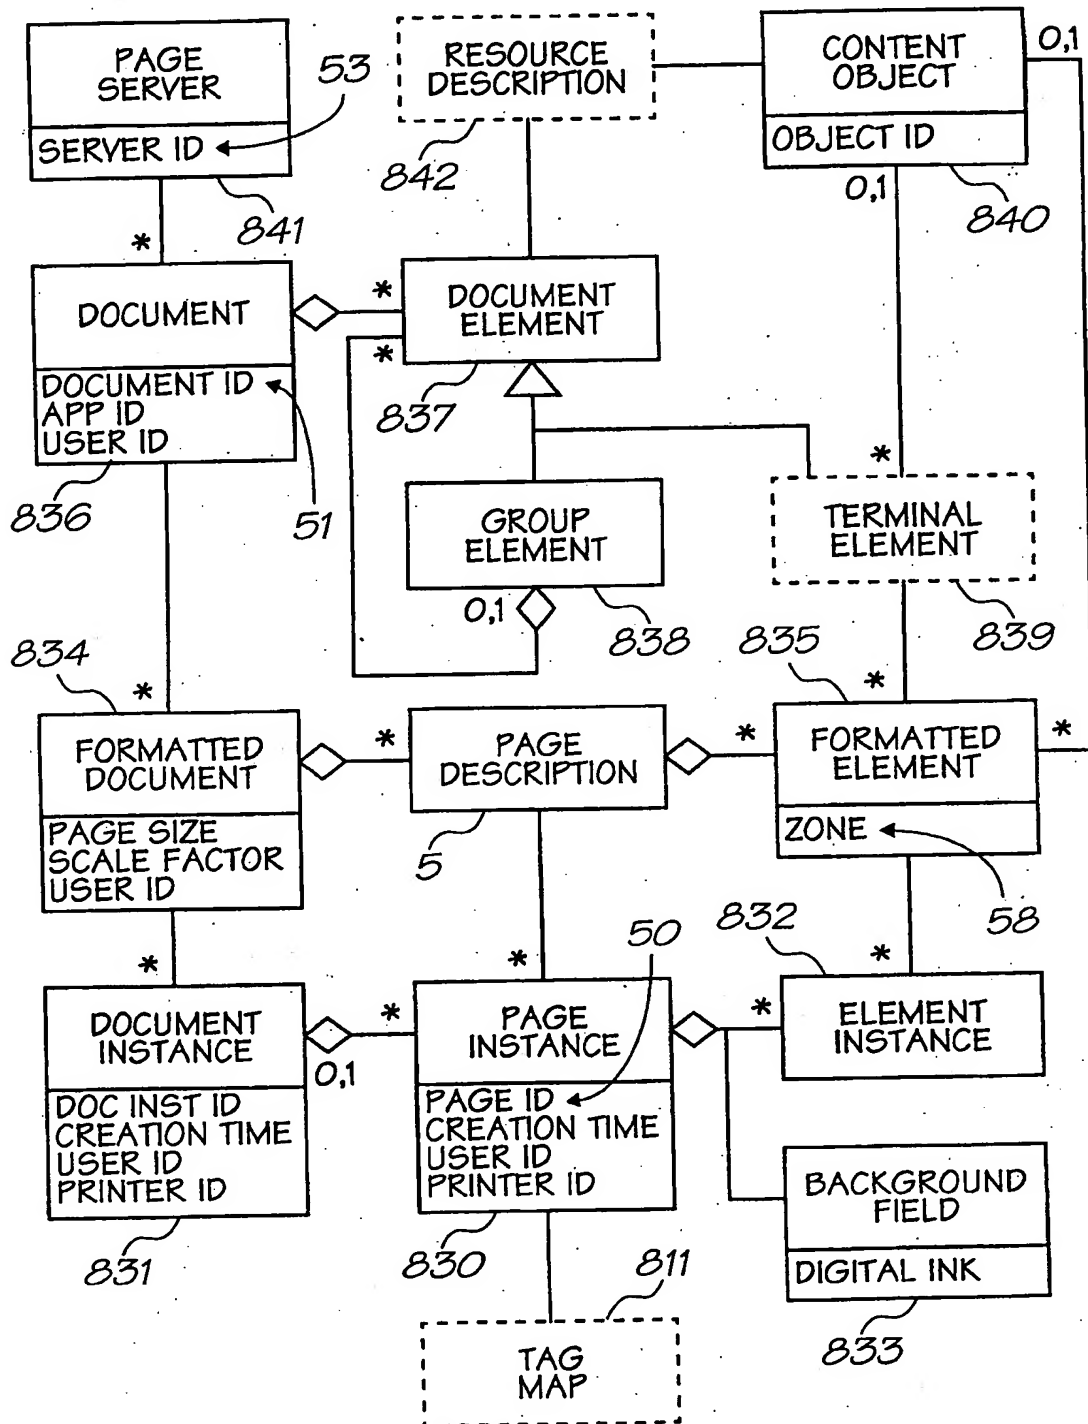 PAGE
SERVER
SERVER ID
53
841
RESOURCE
DESCRIPTION
842
CONTENT
OBJECT
OBJECT ID
0,1
0,1
840
*
DOCUMENT
DOCUMENT ID
APP ID
USER ID
836
51
*
*
DOCUMENT
ELEMENT
837
GROUP
ELEMENT
0,1
838
*
TERMINAL
ELEMENT
839
834
*
FORMATTED
DOCUMENT
PAGE SIZE
SCALE FACTOR
USER ID
*
PAGE
DESCRIPTION
5
835
*
*
*
FORMATTED
ELEMENT
ZONE
58
*
DOCUMENT
INSTANCE
0,1
DOC INST ID
CREATION TIME
USER ID
PRINTER ID
831
50
*
*
PAGE
INSTANCE
PAGE ID
CREATION TIME
USER ID
PRINTER ID
830
832
*
*
ELEMENT
INSTANCE
BACKGROUND
FIELD
DIGITAL INK
833
811
TAG
MAP